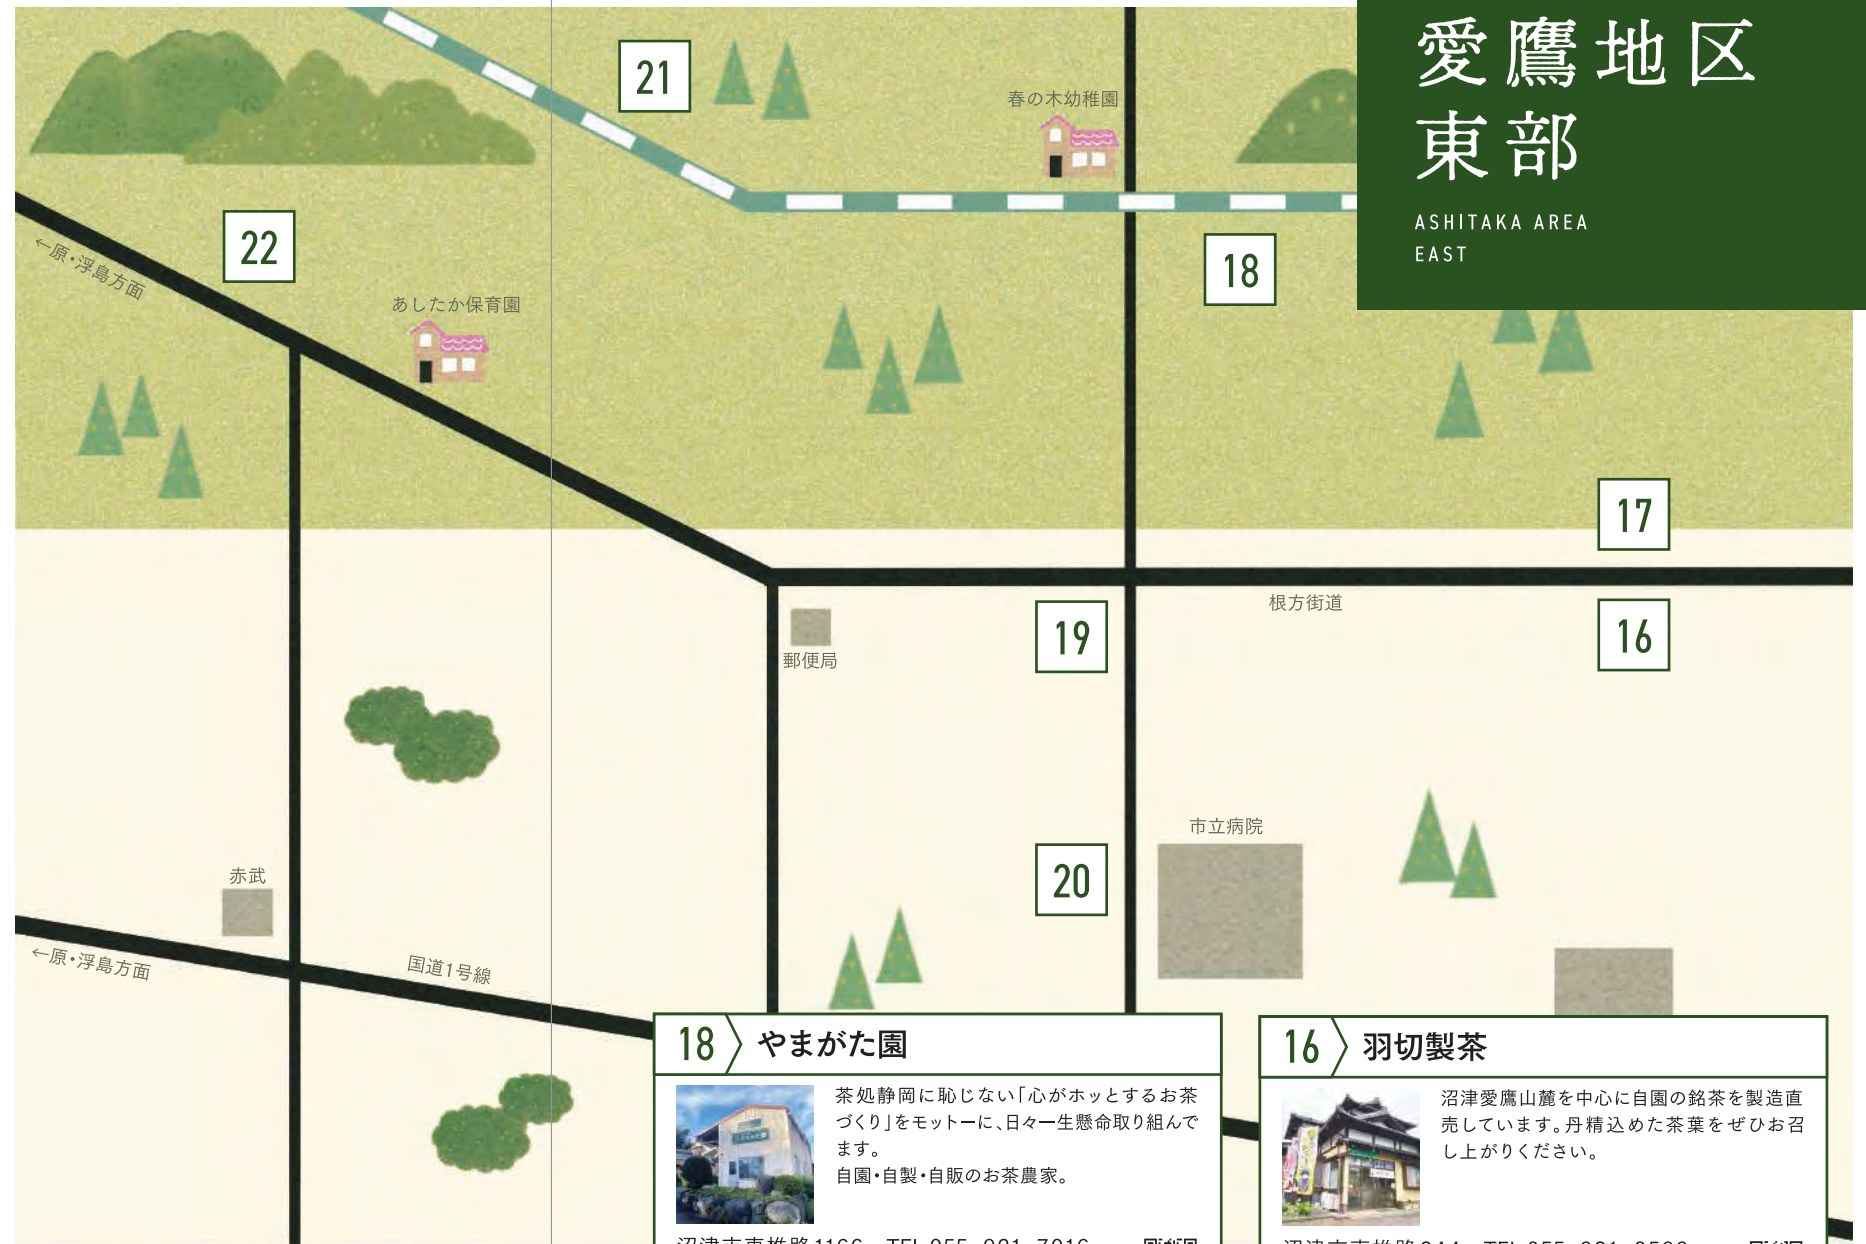 愛鷹地区
東部
ASHITAKA AREA
EAST
21
春の木幼稚園
22
←原・浮島方面
18
あしたか保育園
17
19
根方街道
16
郵便局
市立病院
20
赤武
←原・浮島方面
国道1号線
18 やまがた園
茶処静岡に恥じない「心がホッとするお茶
づくり」をモットーに、日々一生懸命取り組んで
ます。
自園・自製・自販のお茶農家。
16 羽切製茶
沼津愛鷹山麓を中心に自園の銘茶を製造直
売しています。丹精込めた茶葉をぜひお召
し上がりください。